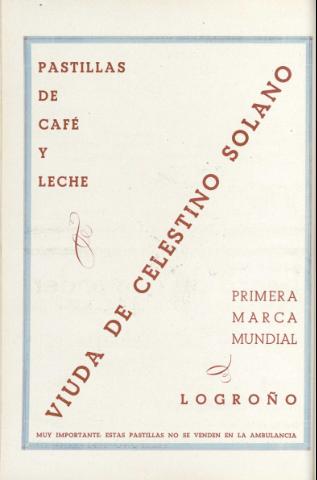 PASTILLAS
DE
CAFÉ
Y
LECHE
VIUDA DE CELESTINO SOLANO
PRIMERA
MARCA
MUNDIAL
LOGROÑO
MUY IMPORTANTE: ESTAS PASTILLAS NO SE VENDEN EN LA AMBULANCIA